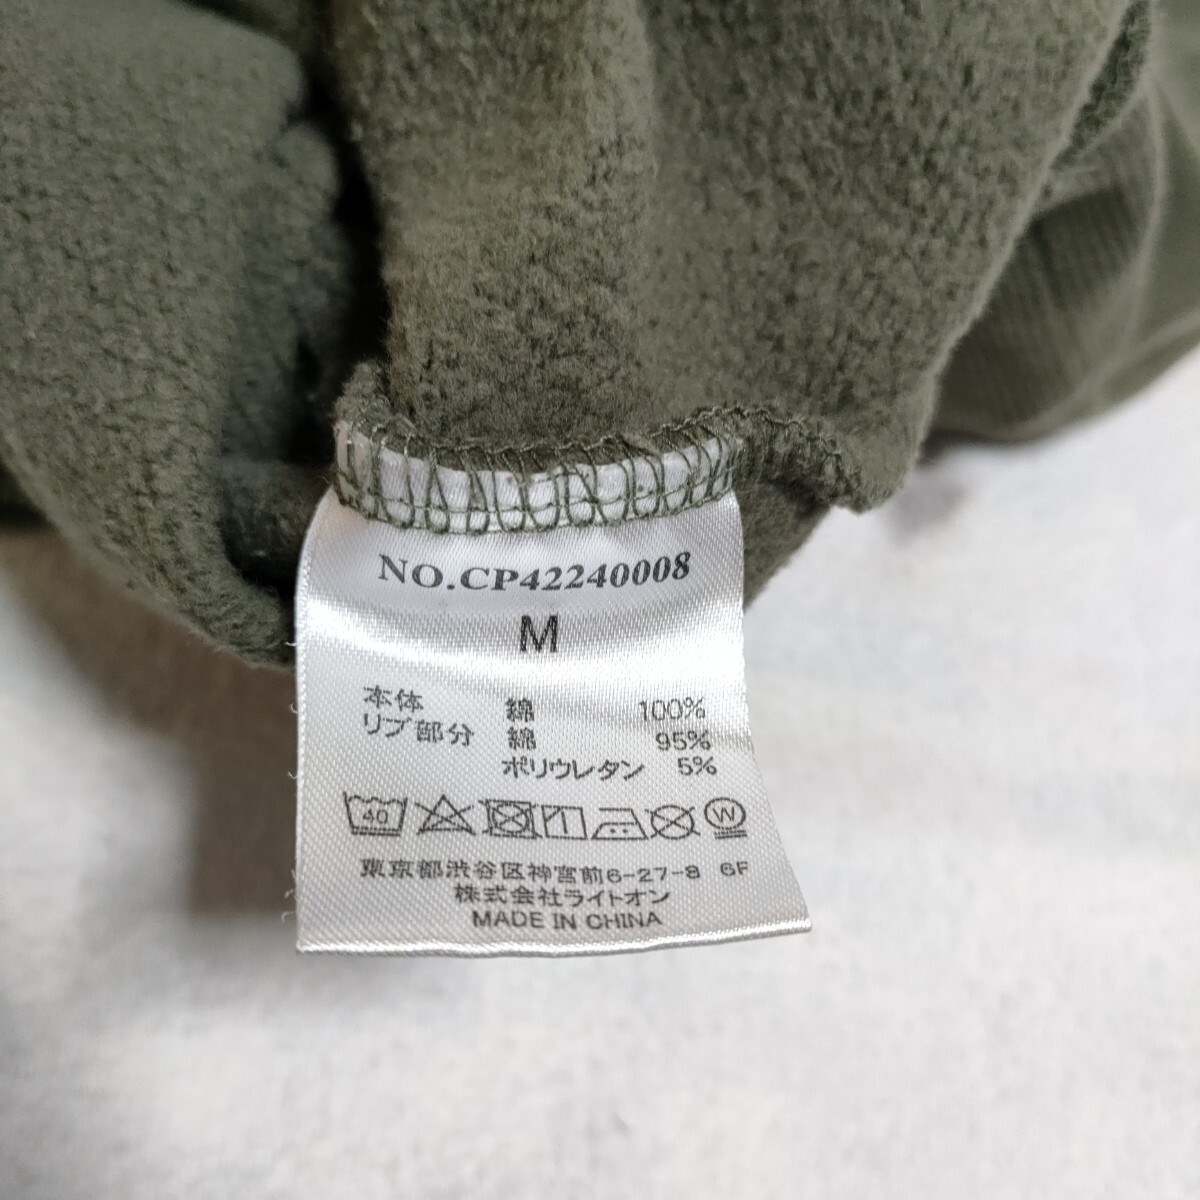 NO.CP42240008
M
本体 綿 100%
リブ部分 綿 95%
ポリウレタン 5%
40 W
東京都渋谷区神宮前6-27-8 6F
株式会社ライトオン
MADE IN CHINA